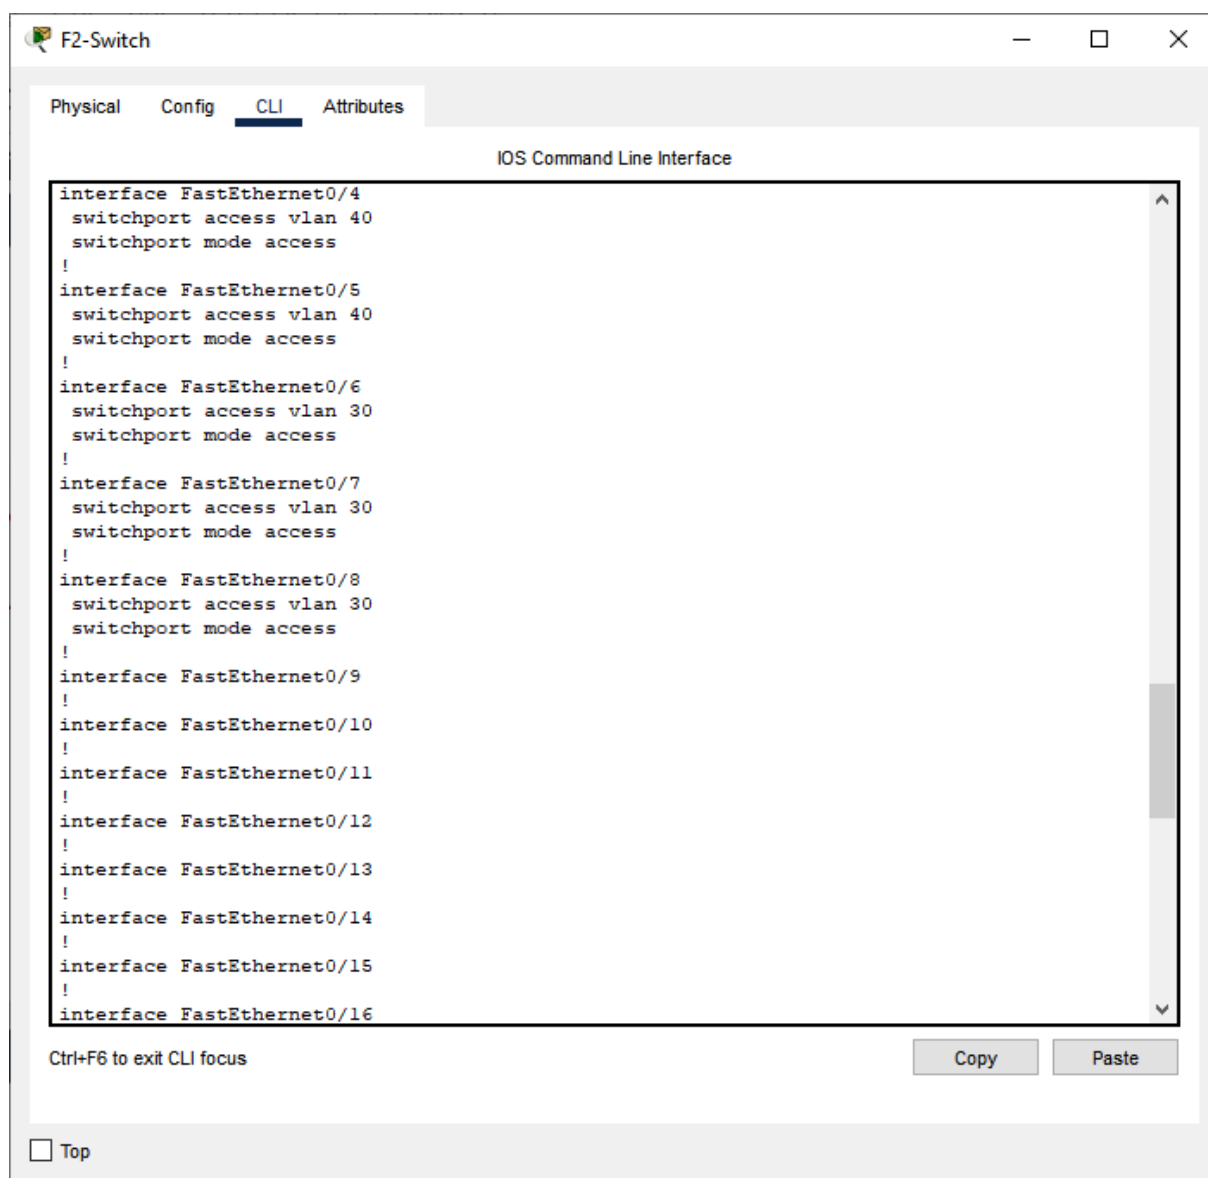 F2-Switch
Physical Config CLI Attributes
IOS Command Line Interface
interface FastEthernet0/4
 switchport access vlan 40
 switchport mode access
!
interface FastEthernet0/5
 switchport access vlan 40
 switchport mode access
!
interface FastEthernet0/6
 switchport access vlan 30
 switchport mode access
!
interface FastEthernet0/7
 switchport access vlan 30
 switchport mode access
!
interface FastEthernet0/8
 switchport access vlan 30
 switchport mode access
!
interface FastEthernet0/9
!
interface FastEthernet0/10
!
interface FastEthernet0/11
!
interface FastEthernet0/12
!
interface FastEthernet0/13
!
interface FastEthernet0/14
!
interface FastEthernet0/15
!
interface FastEthernet0/16
Ctrl+F6 to exit CLI focus
Copy Paste
Top